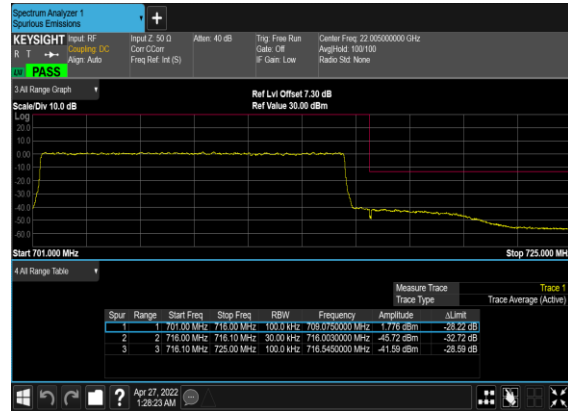 Spectrum Analyzer 1
Spurious Emissions
+
KEYSIGHT Input: RF Input Z: 50 Ω Atten: 40 dB Trig: Free Run Center Freq: 22.005000000 GHz
R T Coupling: DC Corr CCorr Gate: Off Avg|Hold: 100/100
Align: Auto Freq Ref: Int (S) IF Gain: Low Radio Std: None
LW PASS
3 All Range Graph
Ref Lvl Offset 7.30 dB
Scale/Div 10.0 dB Ref Value 30.00 dBm
Log
20.0
10.0
0.00
-10.0
-20.0
-30.0
-40.0
-50.0
-60.0
Start 701.000 MHz Stop 725.000 MH
4 All Range Table
Measure Trace Trace 1
Trace Type Trace Average (Active)
Spur Range Start Freq Stop Freq RBW Frequency Amplitude ΔLimit
1 1 701.00 MHz 716.00 MHz 100.0 kHz 709.0750000 MHz 1.776 dBm -28.22 dB
2 2 716.00 MHz 716.10 MHz 30.00 kHz 716.0030000 MHz -45.72 dBm -32.72 dB
3 3 716.10 MHz 725.00 MHz 100.0 kHz 716.5450000 MHz -41.59 dBm -28.59 dB
? Apr 27, 2022
1:28:23 AM